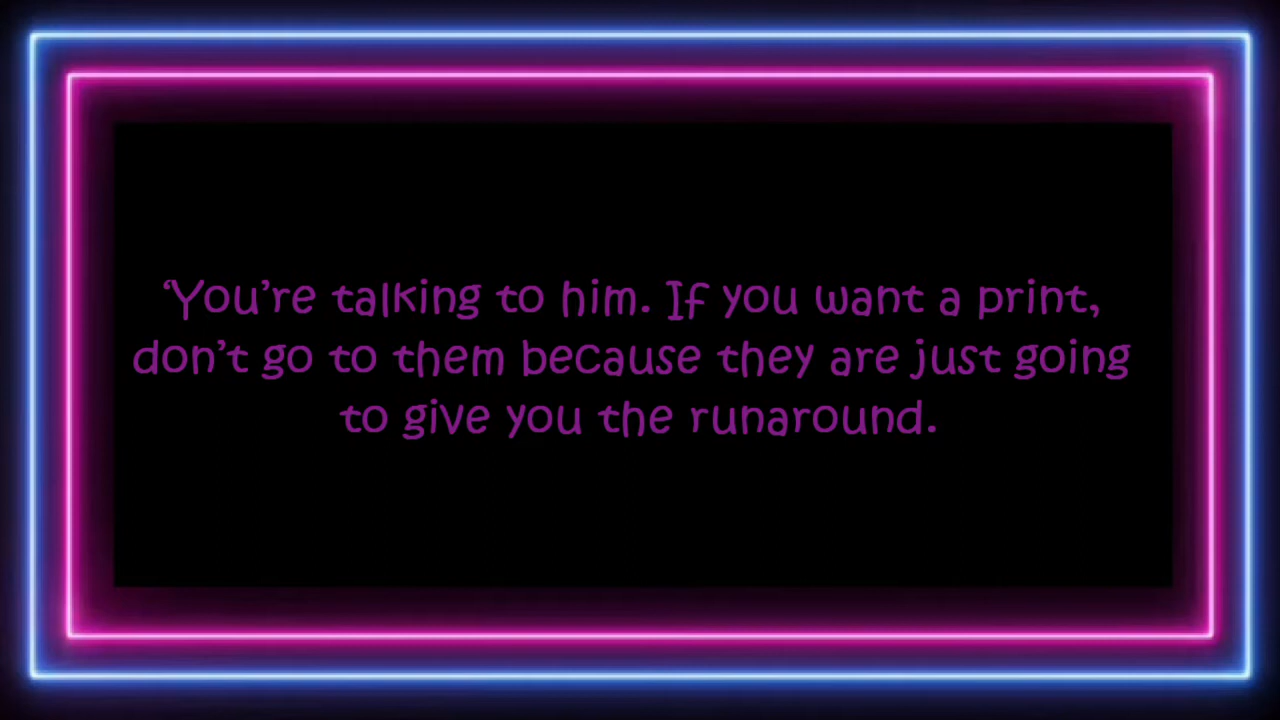 ‘You’re talking to him. If you want a print,
don’t go to them because they are just going
to give you the runaround.